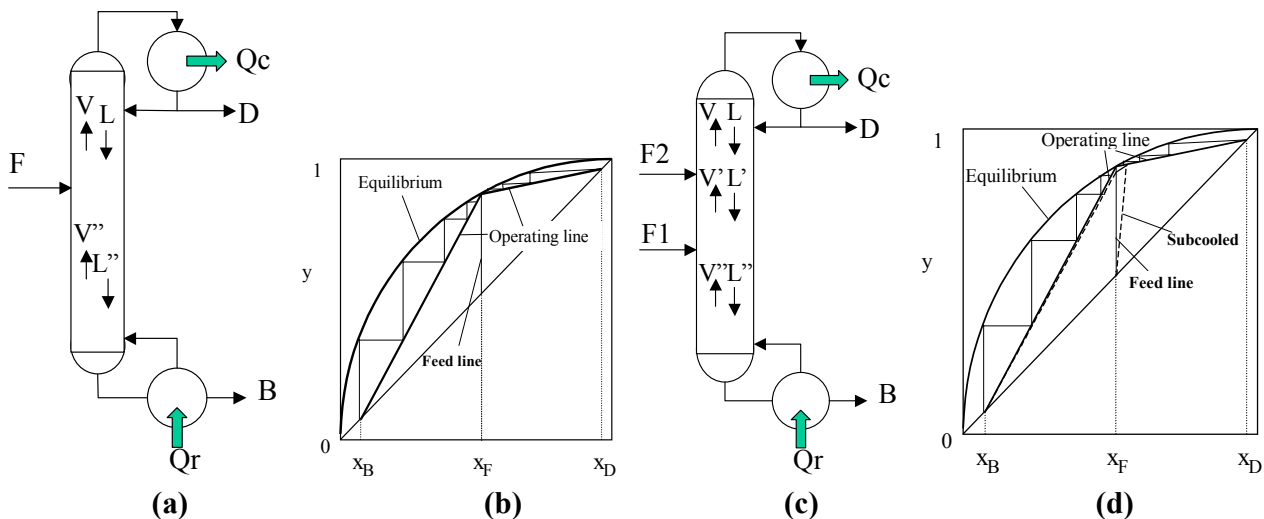 Qc
V L
D
F
V" L"
B
Qr
(a)
1
Equilibrium
Operating line
y
Feed line
0
x_B x_F x_D
(b)
Qc
V L
D
F2
V' L'
F1
V" L"
B
Qr
(c)
1
Operating line
Equilibrium
Subcooled
y
Feed line
0
x_B x_F x_D
(d)